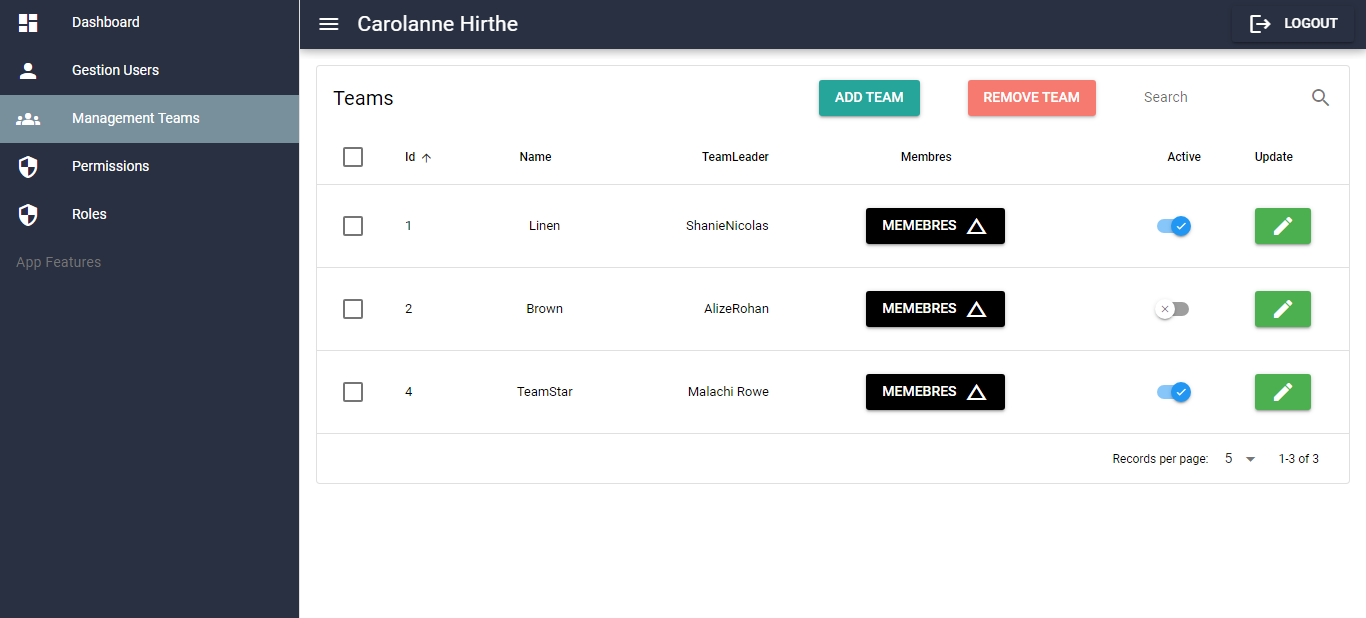 Dashboard
Gestion Users
Management Teams
Permissions
Roles
App Features
Carolanne Hirthe
LOGOUT
Teams
ADD TEAM
REMOVE TEAM
Search
Id Name TeamLeader Membres Active Update
1 Linen ShanieNicolas MEMEBRES
2 Brown AlizeRohan MEMEBRES
4 TeamStar Malachi Rowe MEMEBRES
Records per page: 5 1-3 of 3